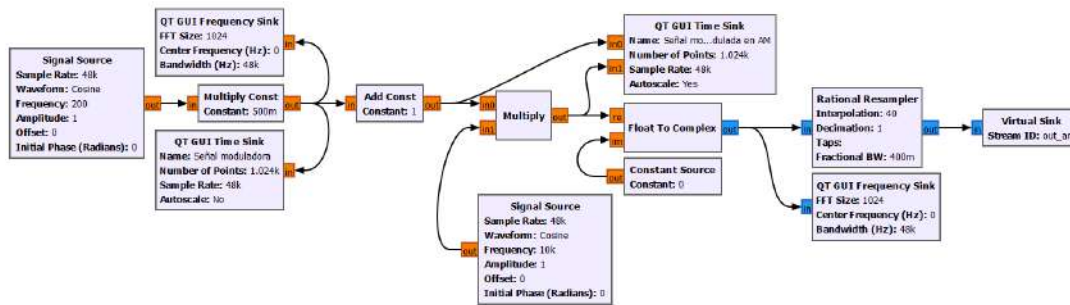 QT GUI Frequency Sink
FFT Size: 1024
Center Frequency (Hz): 0
Bandwidth (Hz): 48k
in
Signal Source
Sample Rate: 48k
Waveform: Cosine
Frequency: 200
Amplitude: 1
Offset: 0
Initial Phase (Radians): 0
out
in
Multiply Const
Constant: 500m
out
QT GUI Time Sink
Name: Señal moduladora
Number of Points: 1.024k
Sample Rate: 48k
Autoscale: No
in
in
Add Const
Constant: 1
out
QT GUI Time Sink
Name: Señal mo...dulada en AM
Number of Points: 1.024k
Sample Rate: 48k
Autoscale: Yes
in0
in1
in0
in1
Multiply
out
Signal Source
Sample Rate: 48k
Waveform: Cosine
Frequency: 10k
Amplitude: 1
Offset: 0
Initial Phase (Radians): 0
out
re
im
Float To Complex
out
Constant Source
Constant: 0
out
Rational Resampler
Interpolation: 40
Decimation: 1
Taps:
Fractional BW: 400m
in
out
QT GUI Frequency Sink
FFT Size: 1024
Center Frequency (Hz): 0
Bandwidth (Hz): 48k
in
in
Virtual Sink
Stream ID: